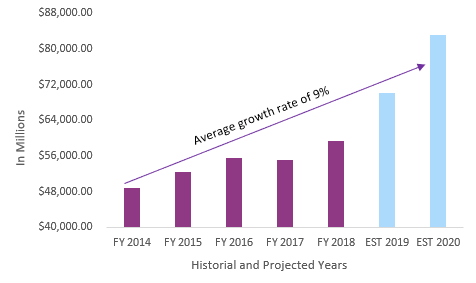 $88,000.00
$80,000.00
$72,000.00
$64,000.00
$56,000.00
$48,000.00
$40,000.00
In Millions
Average growth rate of 9%
FY 2014 FY 2015 FY 2016 FY 2017 FY 2018 EST 2019 EST 2020
Historial and Projected Years